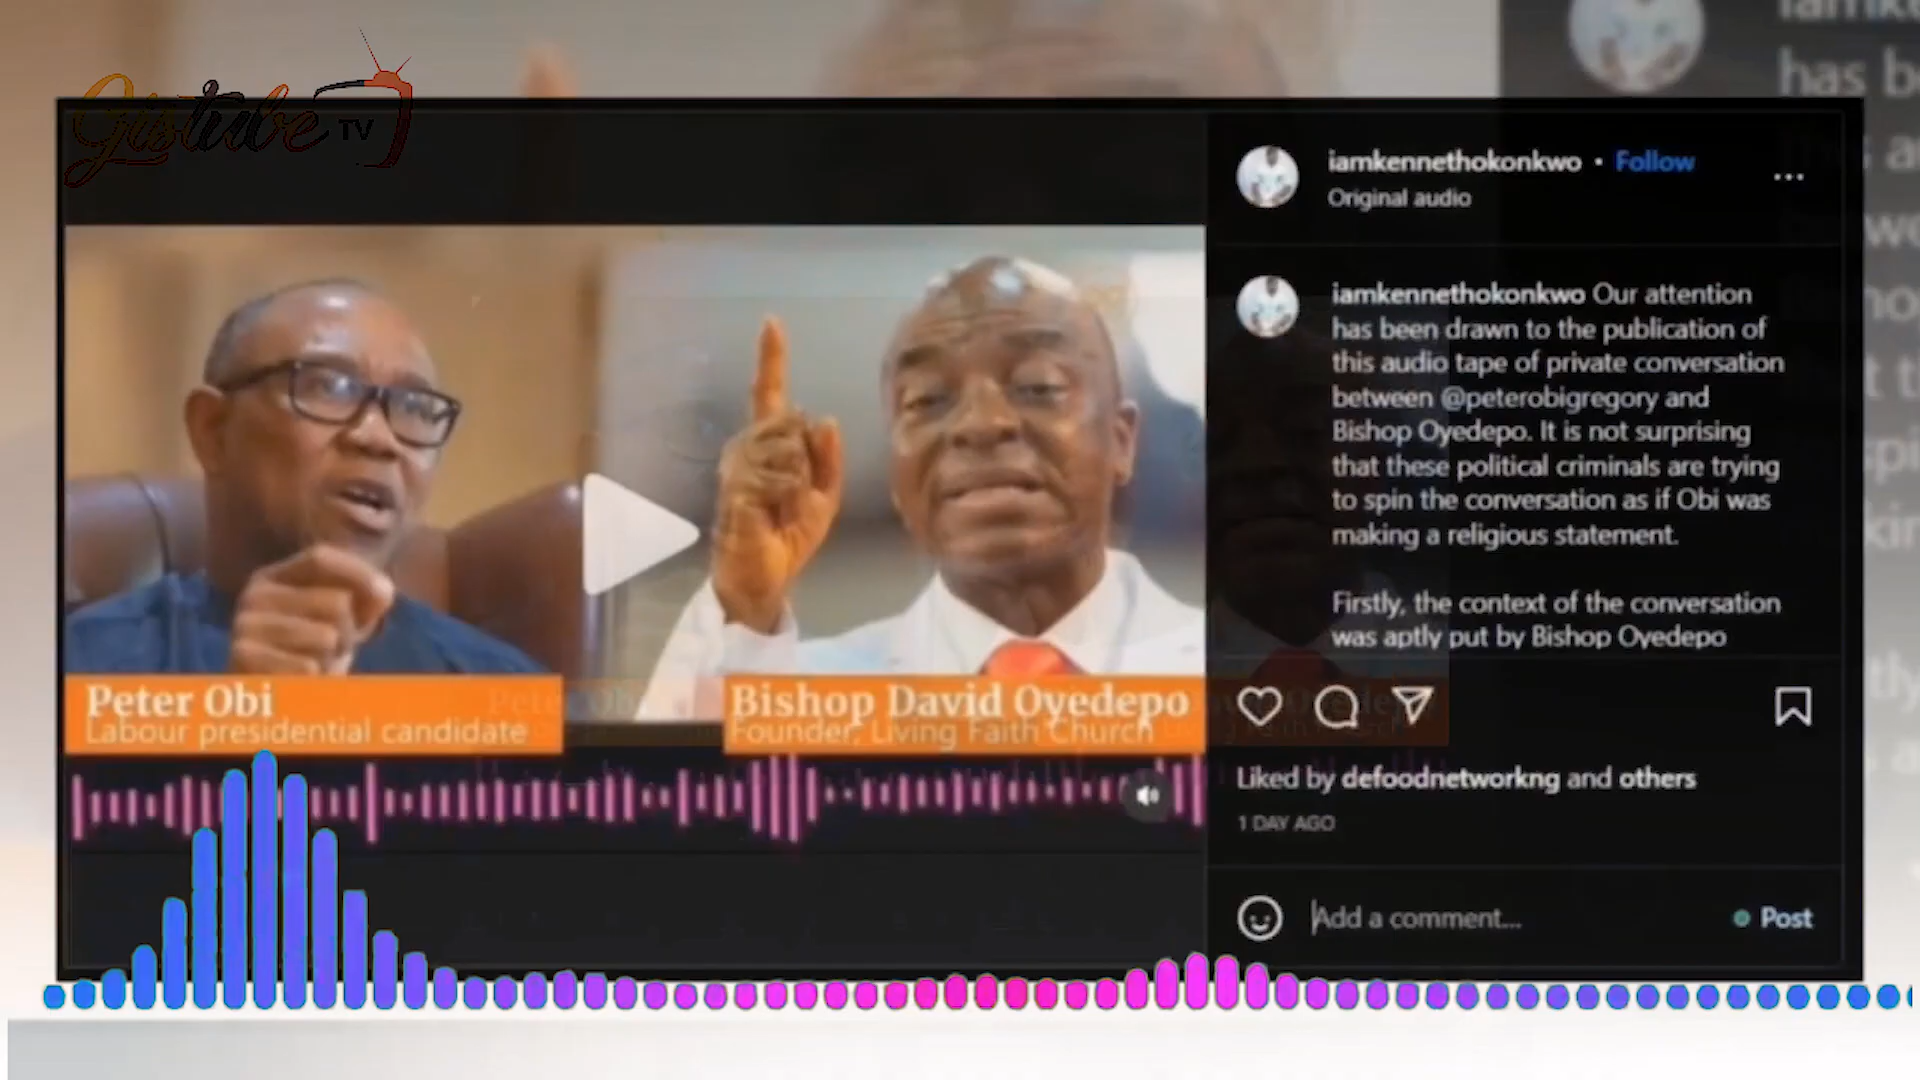 Gistube TV
iamkennethokonkwo • Follow
Original audio
iamkennethokonkwo Our attention
has been drawn to the publication of
this audio tape of private conversation
between @peterobigregory and
Bishop Oyedepo. It is not surprising
that these political criminals are trying
to spin the conversation as if Obi was
making a religious statement.
Firstly, the context of the conversation
was aptly put by Bishop Oyedepo
Peter Obi
Labour presidential candidate
Bishop David Oyedepo
Founder, Living Faith Church
Liked by defoodnetworkng and others
1 DAY AGO
Add a comment...
Post